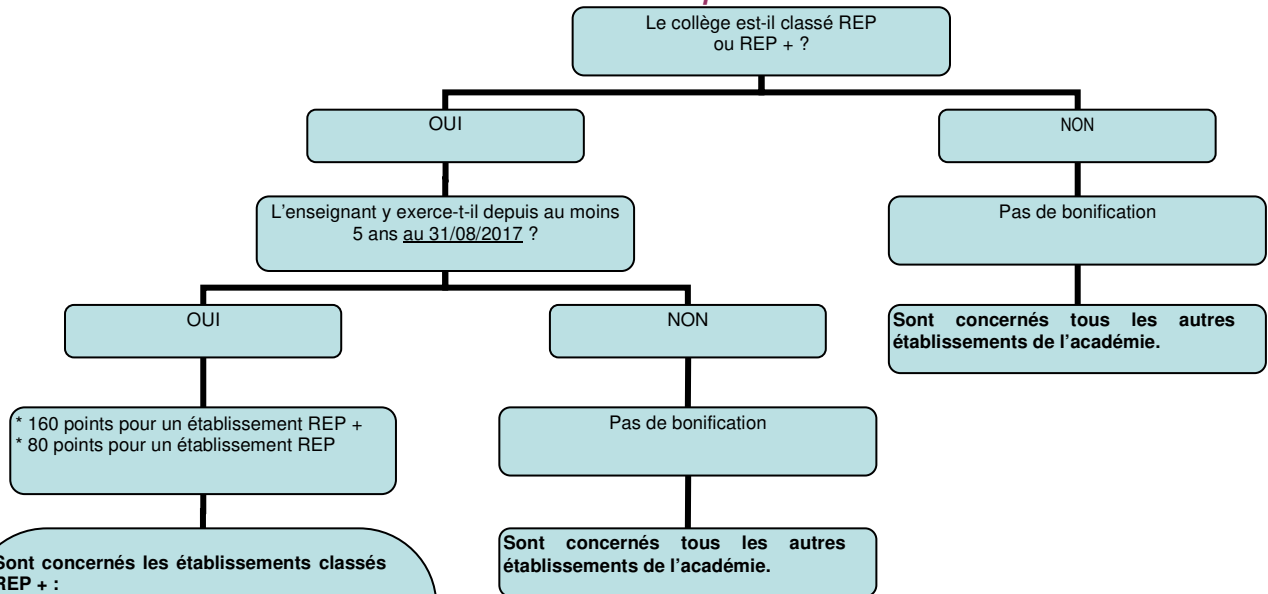 Le collège est-il classé REP
ou REP + ?
OUI
NON
L'enseignant y exerce-t-il depuis au moins
5 ans au 31/08/2017 ?
Pas de bonification
OUI
NON
Sont concernés tous les autres
établissements de l'académie.
* 160 points pour un établissement REP +
* 80 points pour un établissement REP
Pas de bonification
Sont concernés les établissements classés
REP + :
Sont concernés tous les autres
établissements de l'académie.